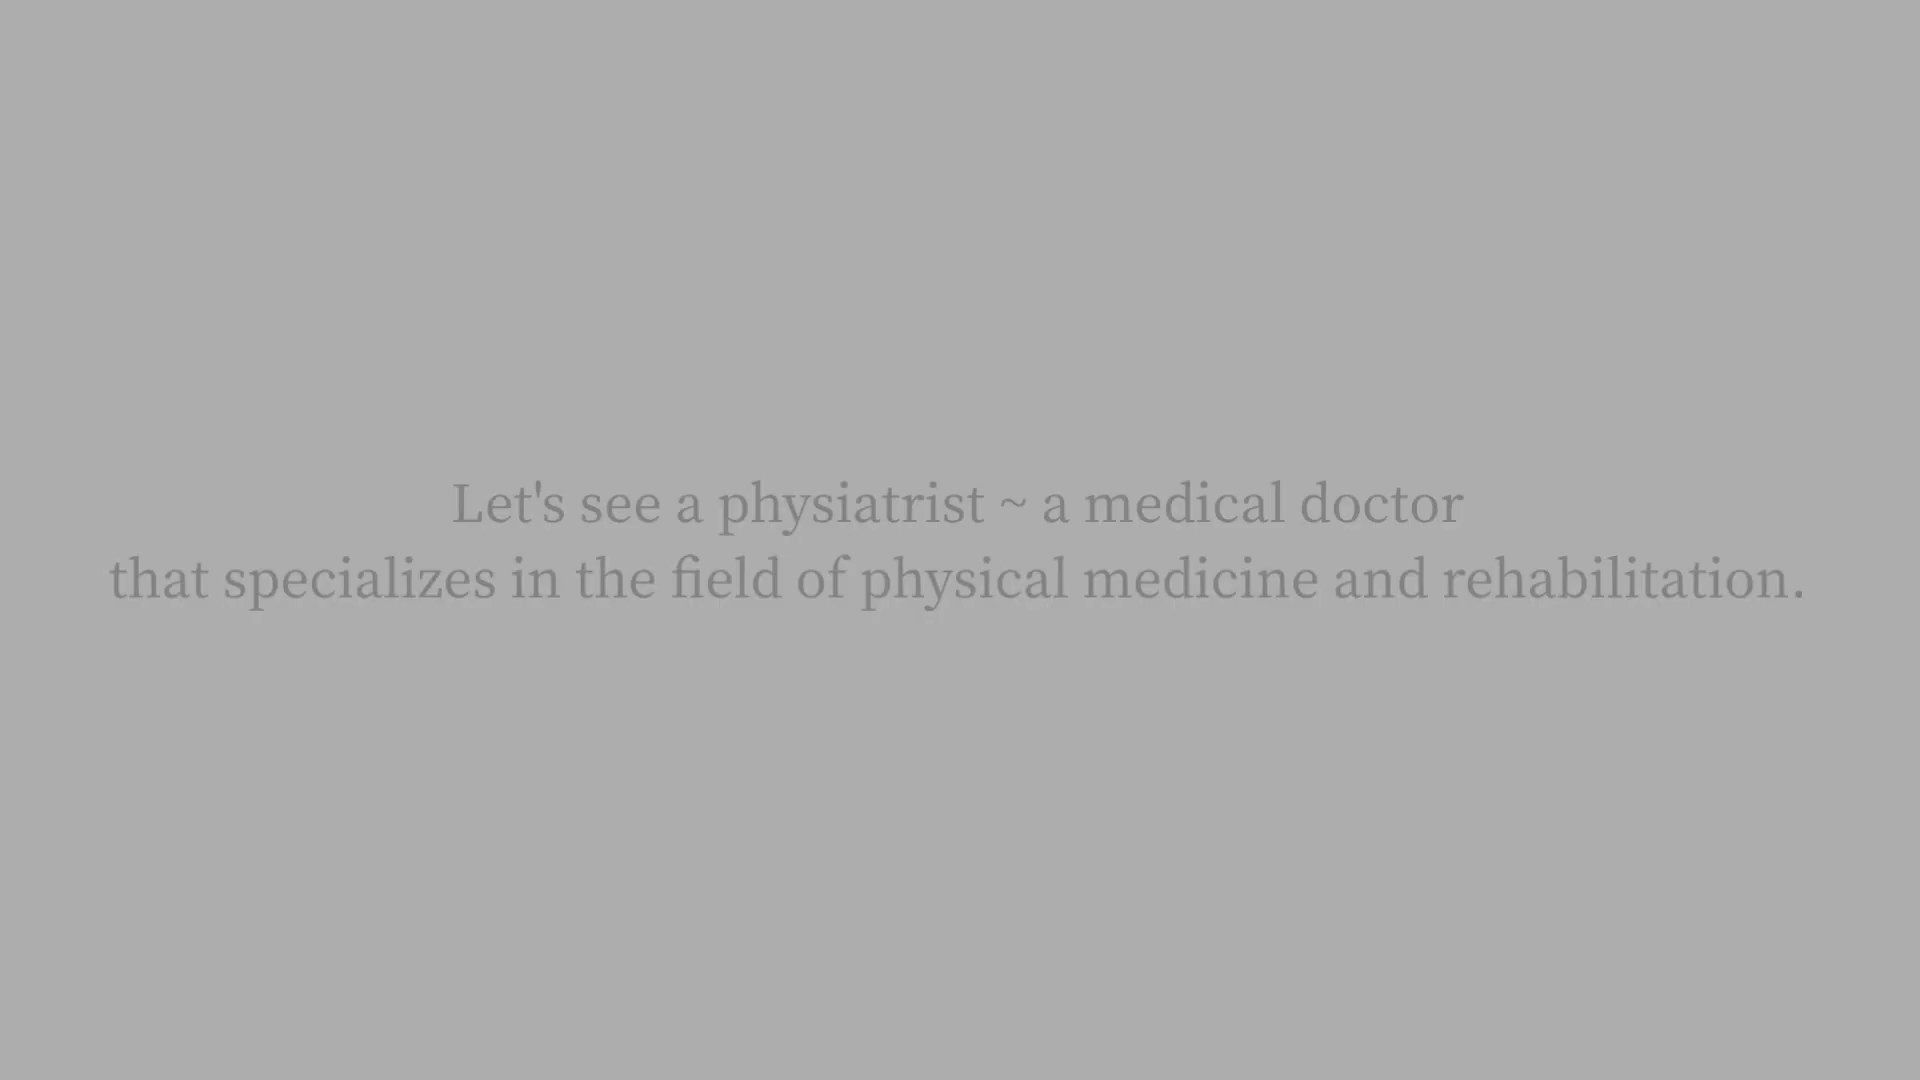 Let's see a physiatrist ~ a medical doctor
that specializes in the field of physical medicine and rehabilitation.